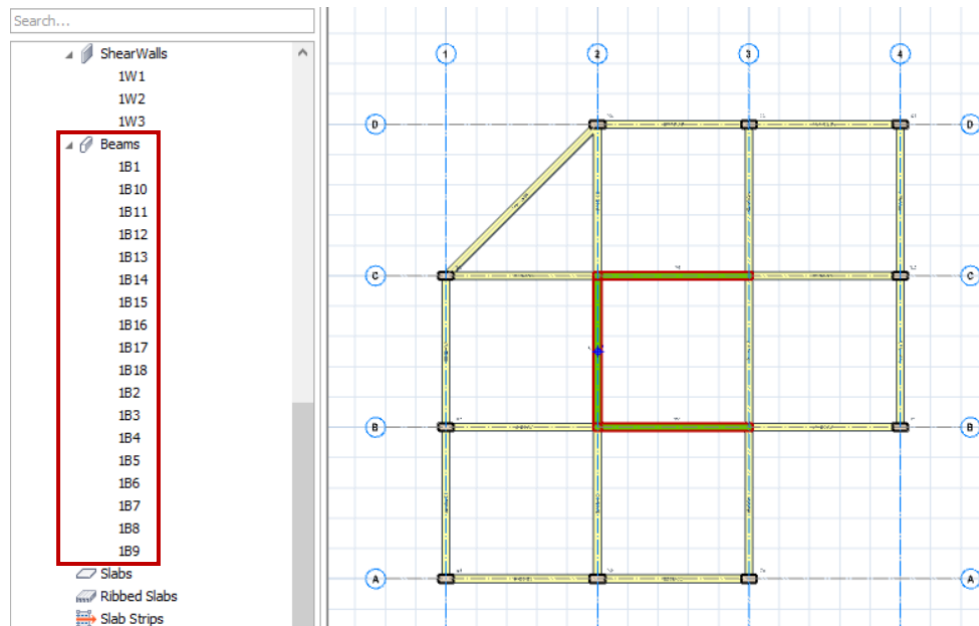 Search...
ShearWalls
1W1
1W2
1W3
Beams
1B1
1B10
1B11
1B12
1B13
1B14
1B15
1B16
1B17
1B18
1B2
1B3
1B4
1B5
1B6
1B7
1B8
1B9
Slabs
Ribbed Slabs
Slab Strips
1 2 3 4
D D
C C
B B
A A